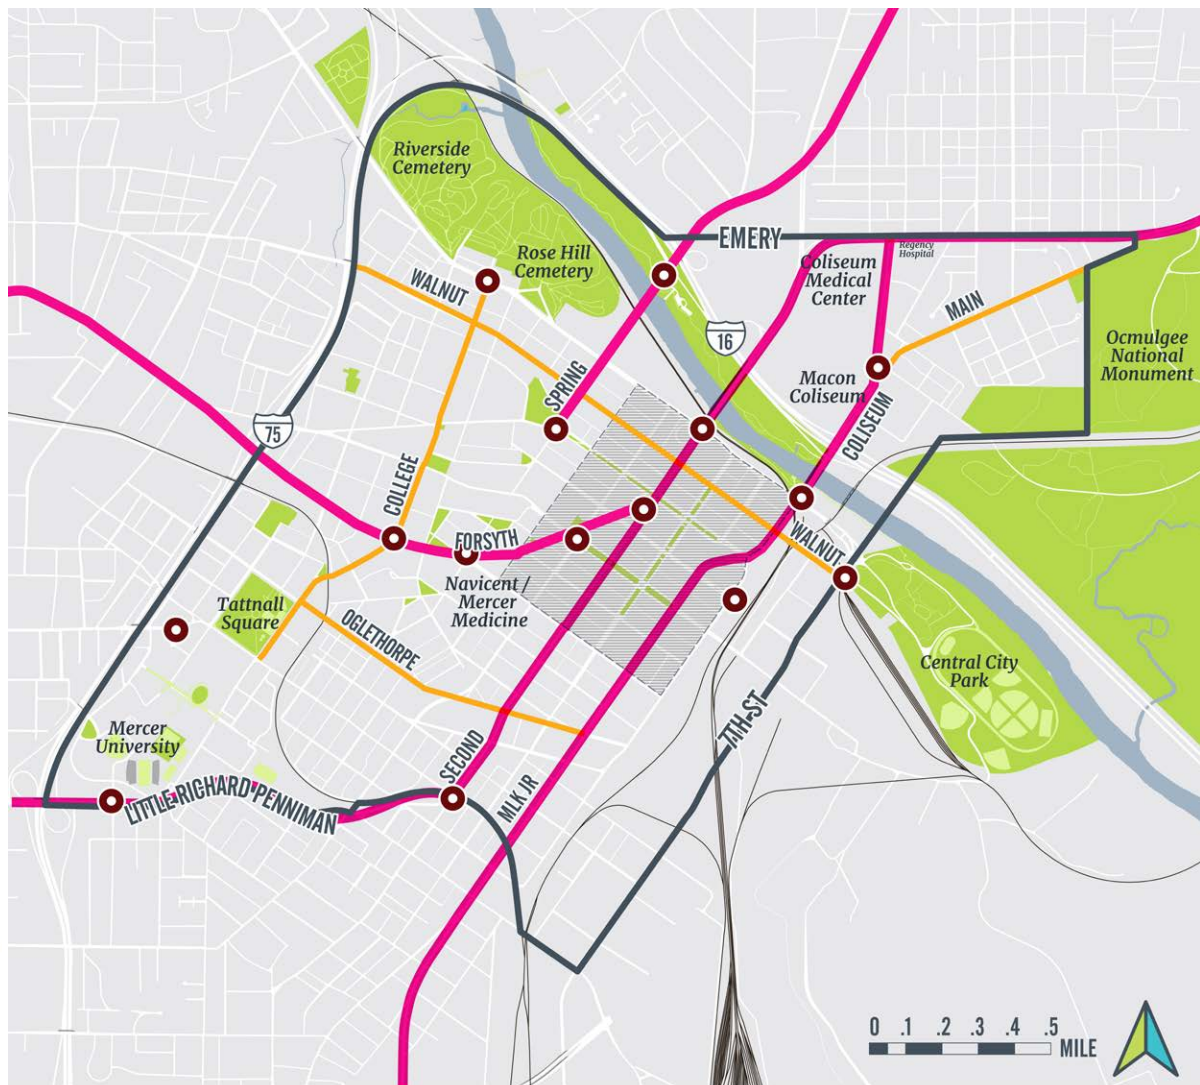 Riverside
Cemetery
EMERY
Rose Hill
Cemetery
WALNUT
Regency
Hospital
Coliseum
Medical
Center
MAIN
16
Ocmulgee
National
Monument
SPRING
Macon
Coliseum
COLISEUM
75
COLLEGE
FORSYTH
WALNUT
Navicent /
Mercer
Medicine
Tattnall
Square
OGLETHORPE
Central City
Park
7TH ST
Mercer
University
SECOND
MLK JR
LITTLE RICHARD PENNIMAN
0 .1 .2 .3 .4 .5
MILE